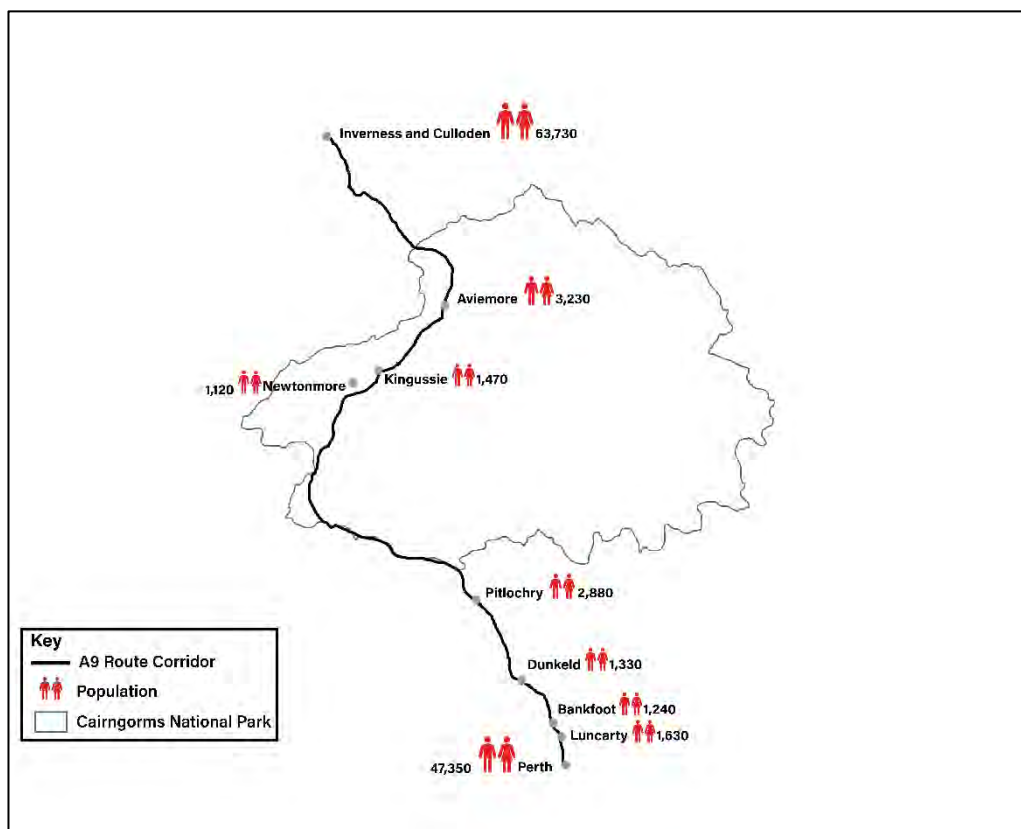 Inverness and Culloden 63,730
Aviemore 3,230
Kingussie 1,470
1,120 Newtonmore
Pitlochry 2,880
Dunkeld 1,330
Bankfoot 1,240
Luncarty 1,630
47,350 Perth
Key
A9 Route Corridor
Population
Cairngorms National Park